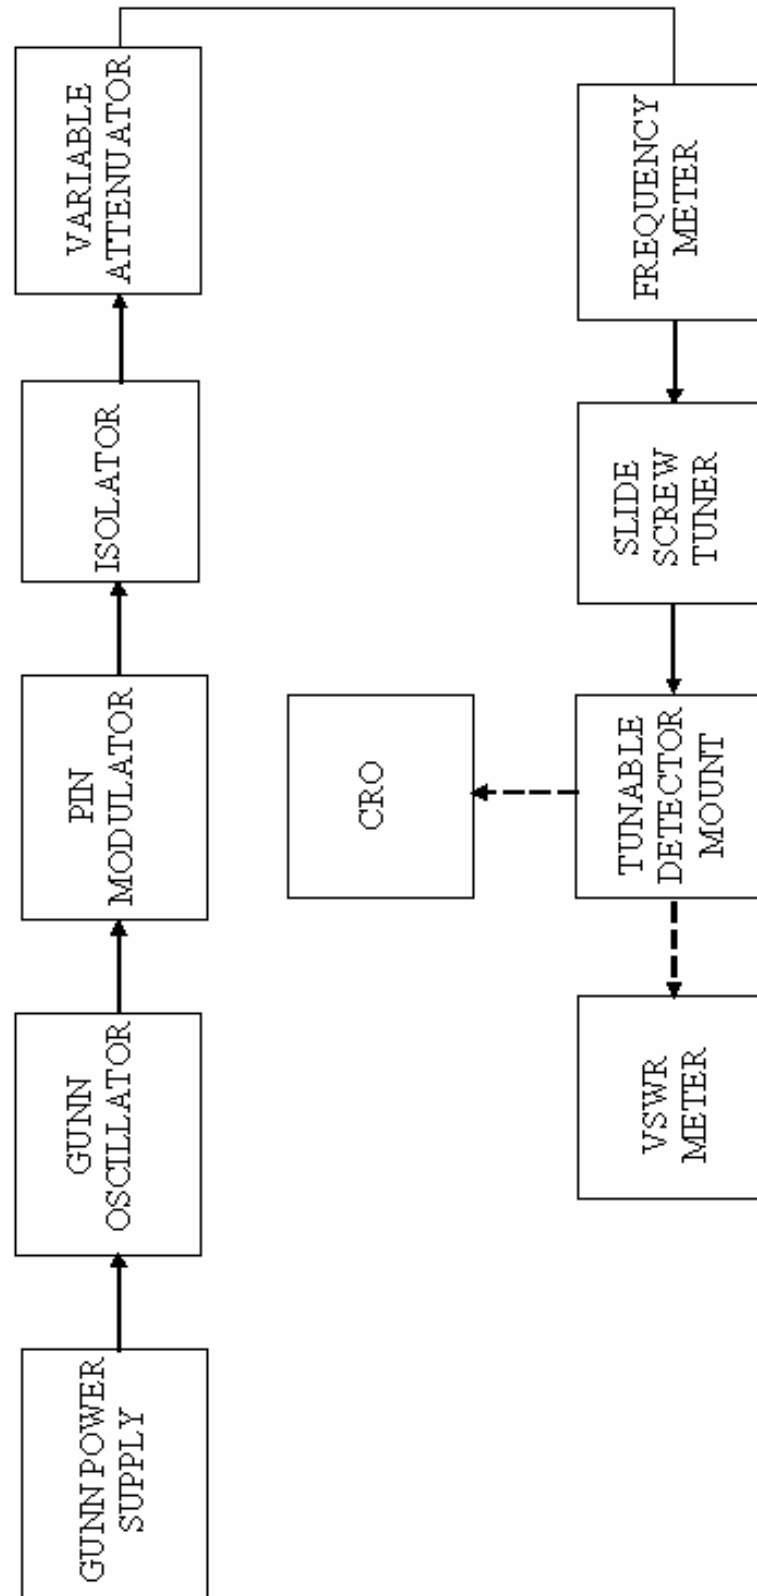 GUNN POWER
SUPPLY
GUNN
OSCILLATOR
PIN
MODULATOR
ISOLATOR
VARIABLE
ATTENUATOR
FREQUENCY
METER
SLIDE
SCREW
TUNER
TUNABLE
DETECTOR
MOUNT
CRO
VSWR
METER